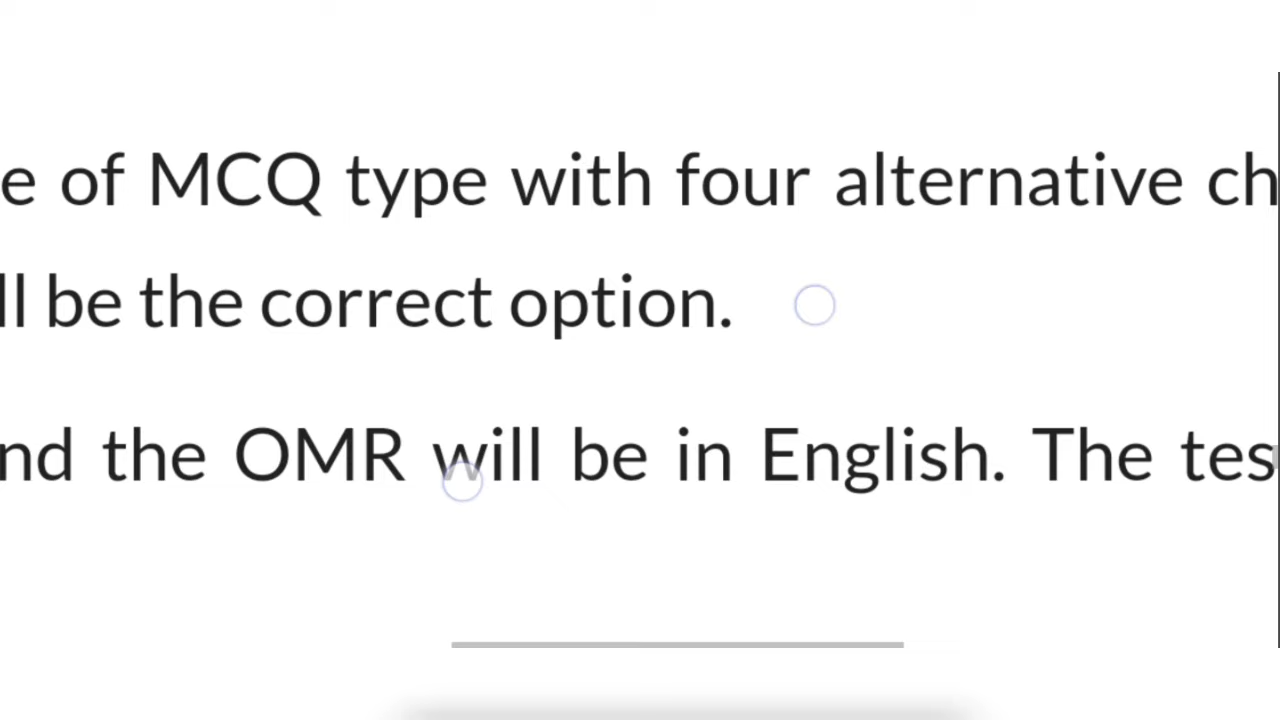 e of MCQ type with four alternative ch
ll be the correct option.
nd the OMR will be in English. The tes